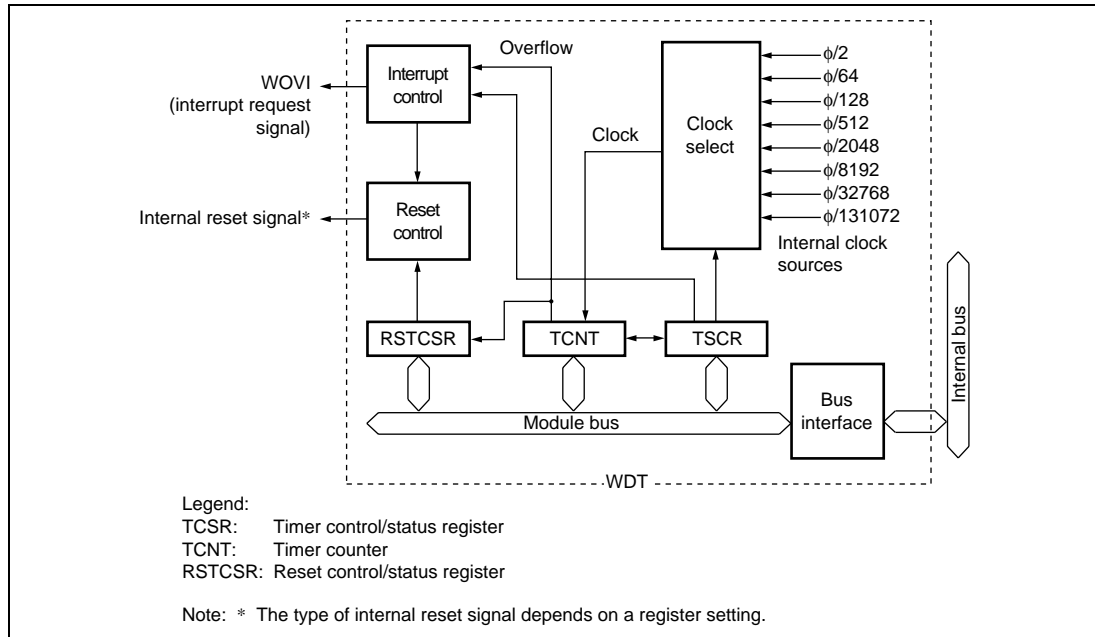 Overflow
Interrupt
control
WOVI
(interrupt request
signal)
Clock
Clock
select
φ/2
φ/64
φ/128
φ/512
φ/2048
φ/8192
φ/32768
φ/131072
Internal clock
sources
Reset
control
Internal reset signal*
RSTCSR
TCNT
TSCR
Module bus
Bus
interface
Internal bus
WDT
Legend:
TCSR: Timer control/status register
TCNT: Timer counter
RSTCSR: Reset control/status register
Note: * The type of internal reset signal depends on a register setting.